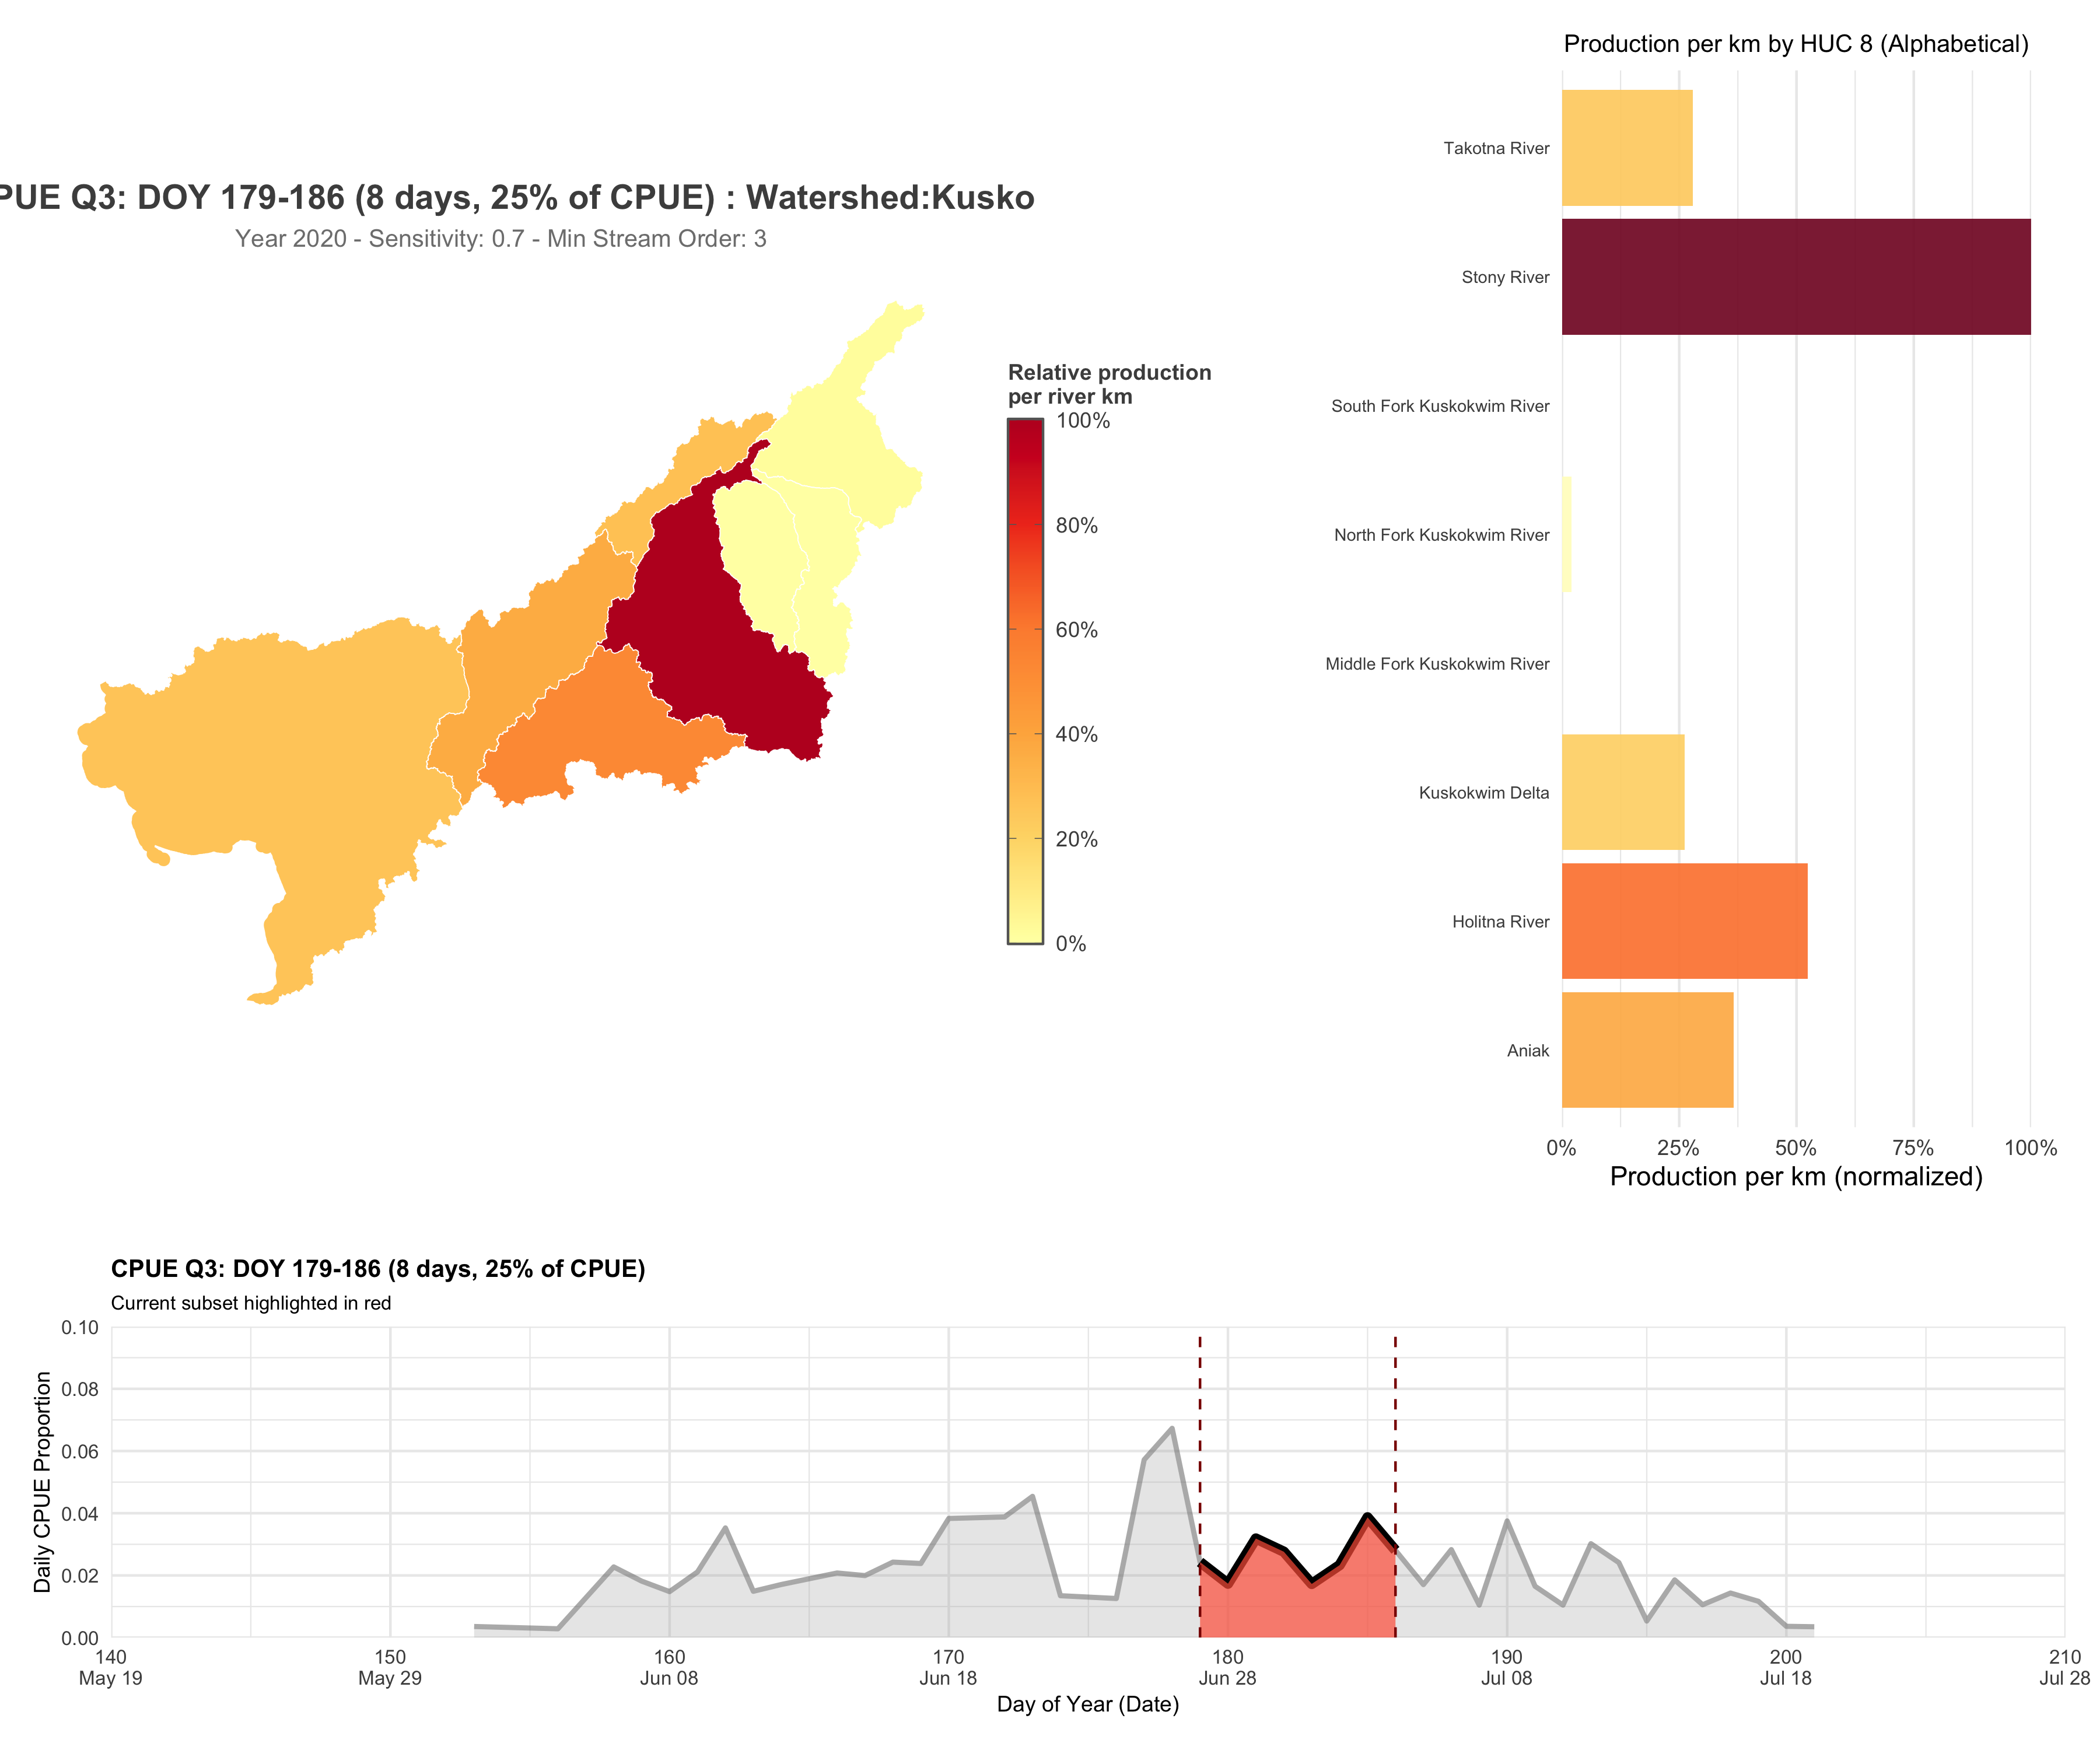 Production per km by HUC 8 (Alphabetical)
Takotna River
Stony River
South Fork Kuskokwim River
North Fork Kuskokwim River
Middle Fork Kuskokwim River
Kuskokwim Delta
Holitna River
Aniak
0% 25% 50% 75% 100%
Production per km (normalized)
PUE Q3: DOY 179-186 (8 days, 25% of CPUE) : Watershed:Kusko
Year 2020 - Sensitivity: 0.7 - Min Stream Order: 3
Relative production
per river km
100%
80%
60%
40%
20%
0%
CPUE Q3: DOY 179-186 (8 days, 25% of CPUE)
Current subset highlighted in red
Daily CPUE Proportion
0.10
0.08
0.06
0.04
0.02
0.00
140 150 160 170 180 190 200 210
May 19 May 29 Jun 08 Jun 18 Jun 28 Jul 08 Jul 18 Jul 28
Day of Year (Date)